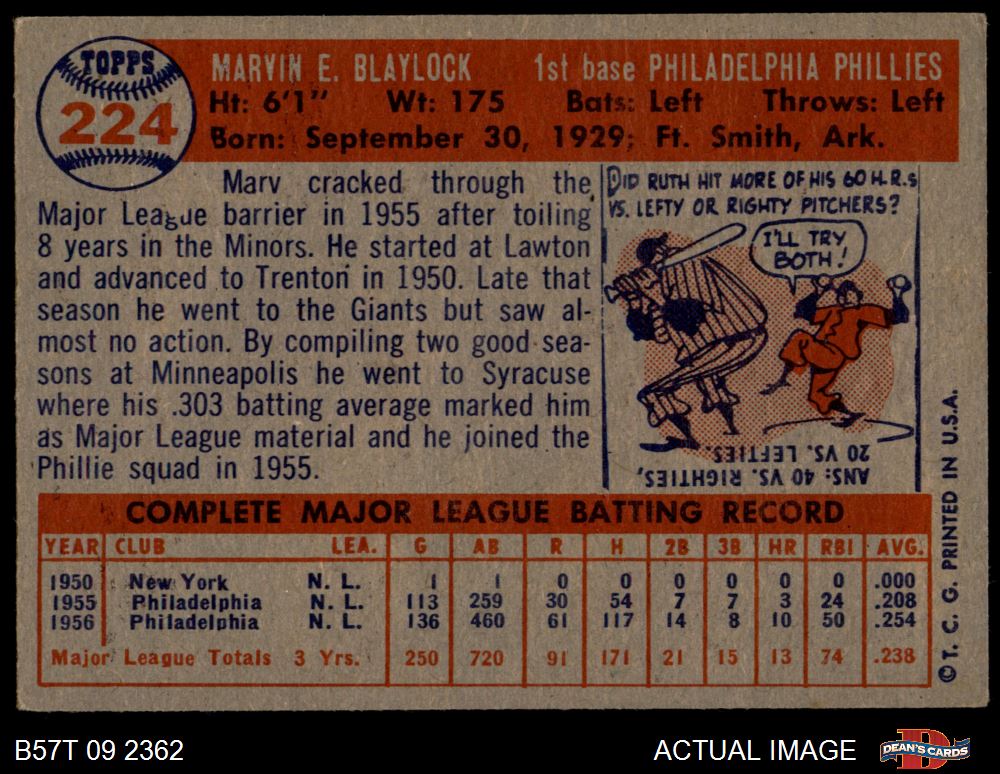 TOPPS
224
MARVIN E. BLAYLOCK 1st base PHILADELPHIA PHILLIES
Ht: 6'1" Wt: 175 Bats: Left Throws: Left
Born: September 30, 1929; Ft. Smith, Ark.
Marv cracked through the
Major League barrier in 1955 after toiling
8 years in the Minors. He started at Lawton
and advanced to Trenton in 1950. Late that
season he went to the Giants but saw al-
most no action. By compiling two good sea-
sons at Minneapolis he went to Syracuse
where his .303 batting average marked him
as Major League material and he joined the
Phillie squad in 1955.
DID RUTH HIT MORE OF HIS 60 H.R.s
VS. LEFTY OR RIGHTY PITCHERS?
I'LL TRY
BOTH!
ANS: 40 VS. RIGHTIES,
20 VS. LEFTIES
COMPLETE MAJOR LEAGUE BATTING RECORD
YEAR CLUB LEA. G AB R H 2B 3B HR RBI AVG.
1950 New York N. L. 1 1 0 0 0 0 0 0 .000
1955 Philadelphia N. L. 113 259 30 54 7 7 3 24 .208
1956 Philadelphia N. L. 136 460 61 117 14 8 10 50 .254
Major League Totals 3 Yrs. 250 720 91 171 21 15 13 74 .238
© T. C. G. PRINTED IN U.S.A.
B57T 09 2362 ACTUAL IMAGE DEAN'S CARDS